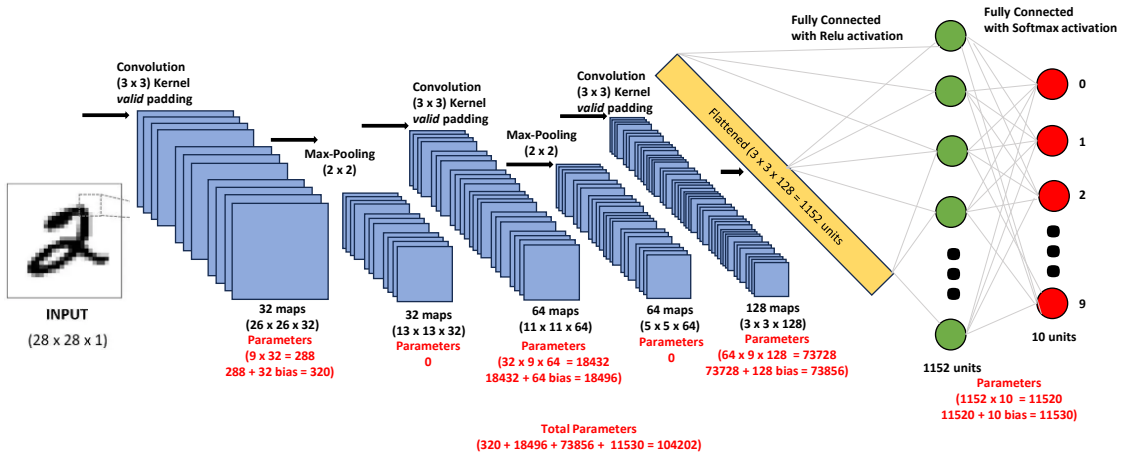 Fully Connected
with Relu activation
Fully Connected
with Softmax activation
Convolution
(3 x 3) Kernel
valid padding
Convolution
(3 x 3) Kernel
valid padding
Convolution
(3 x 3) Kernel
valid padding
Max-Pooling
(2 x 2)
Max-Pooling
(2 x 2)
Flattened (3 x 3 x 128 = 1152 units
0
1
2
9
2
INPUT
(28 x 28 x 1)
32 maps
(26 x 26 x 32)
Parameters
(9 x 32 = 288
288 + 32 bias = 320)
32 maps
(13 x 13 x 32)
Parameters
0
64 maps
(11 x 11 x 64)
Parameters
(32 x 9 x 64 = 18432
18432 + 64 bias = 18496)
64 maps
(5 x 5 x 64)
Parameters
0
128 maps
(3 x 3 x 128)
Parameters
(64 x 9 x 128 = 73728
73728 + 128 bias = 73856)
1152 units
10 units
Parameters
(1152 x 10 = 11520
11520 + 10 bias = 11530)
Total Parameters
(320 + 18496 + 73856 + 11530 = 104202)